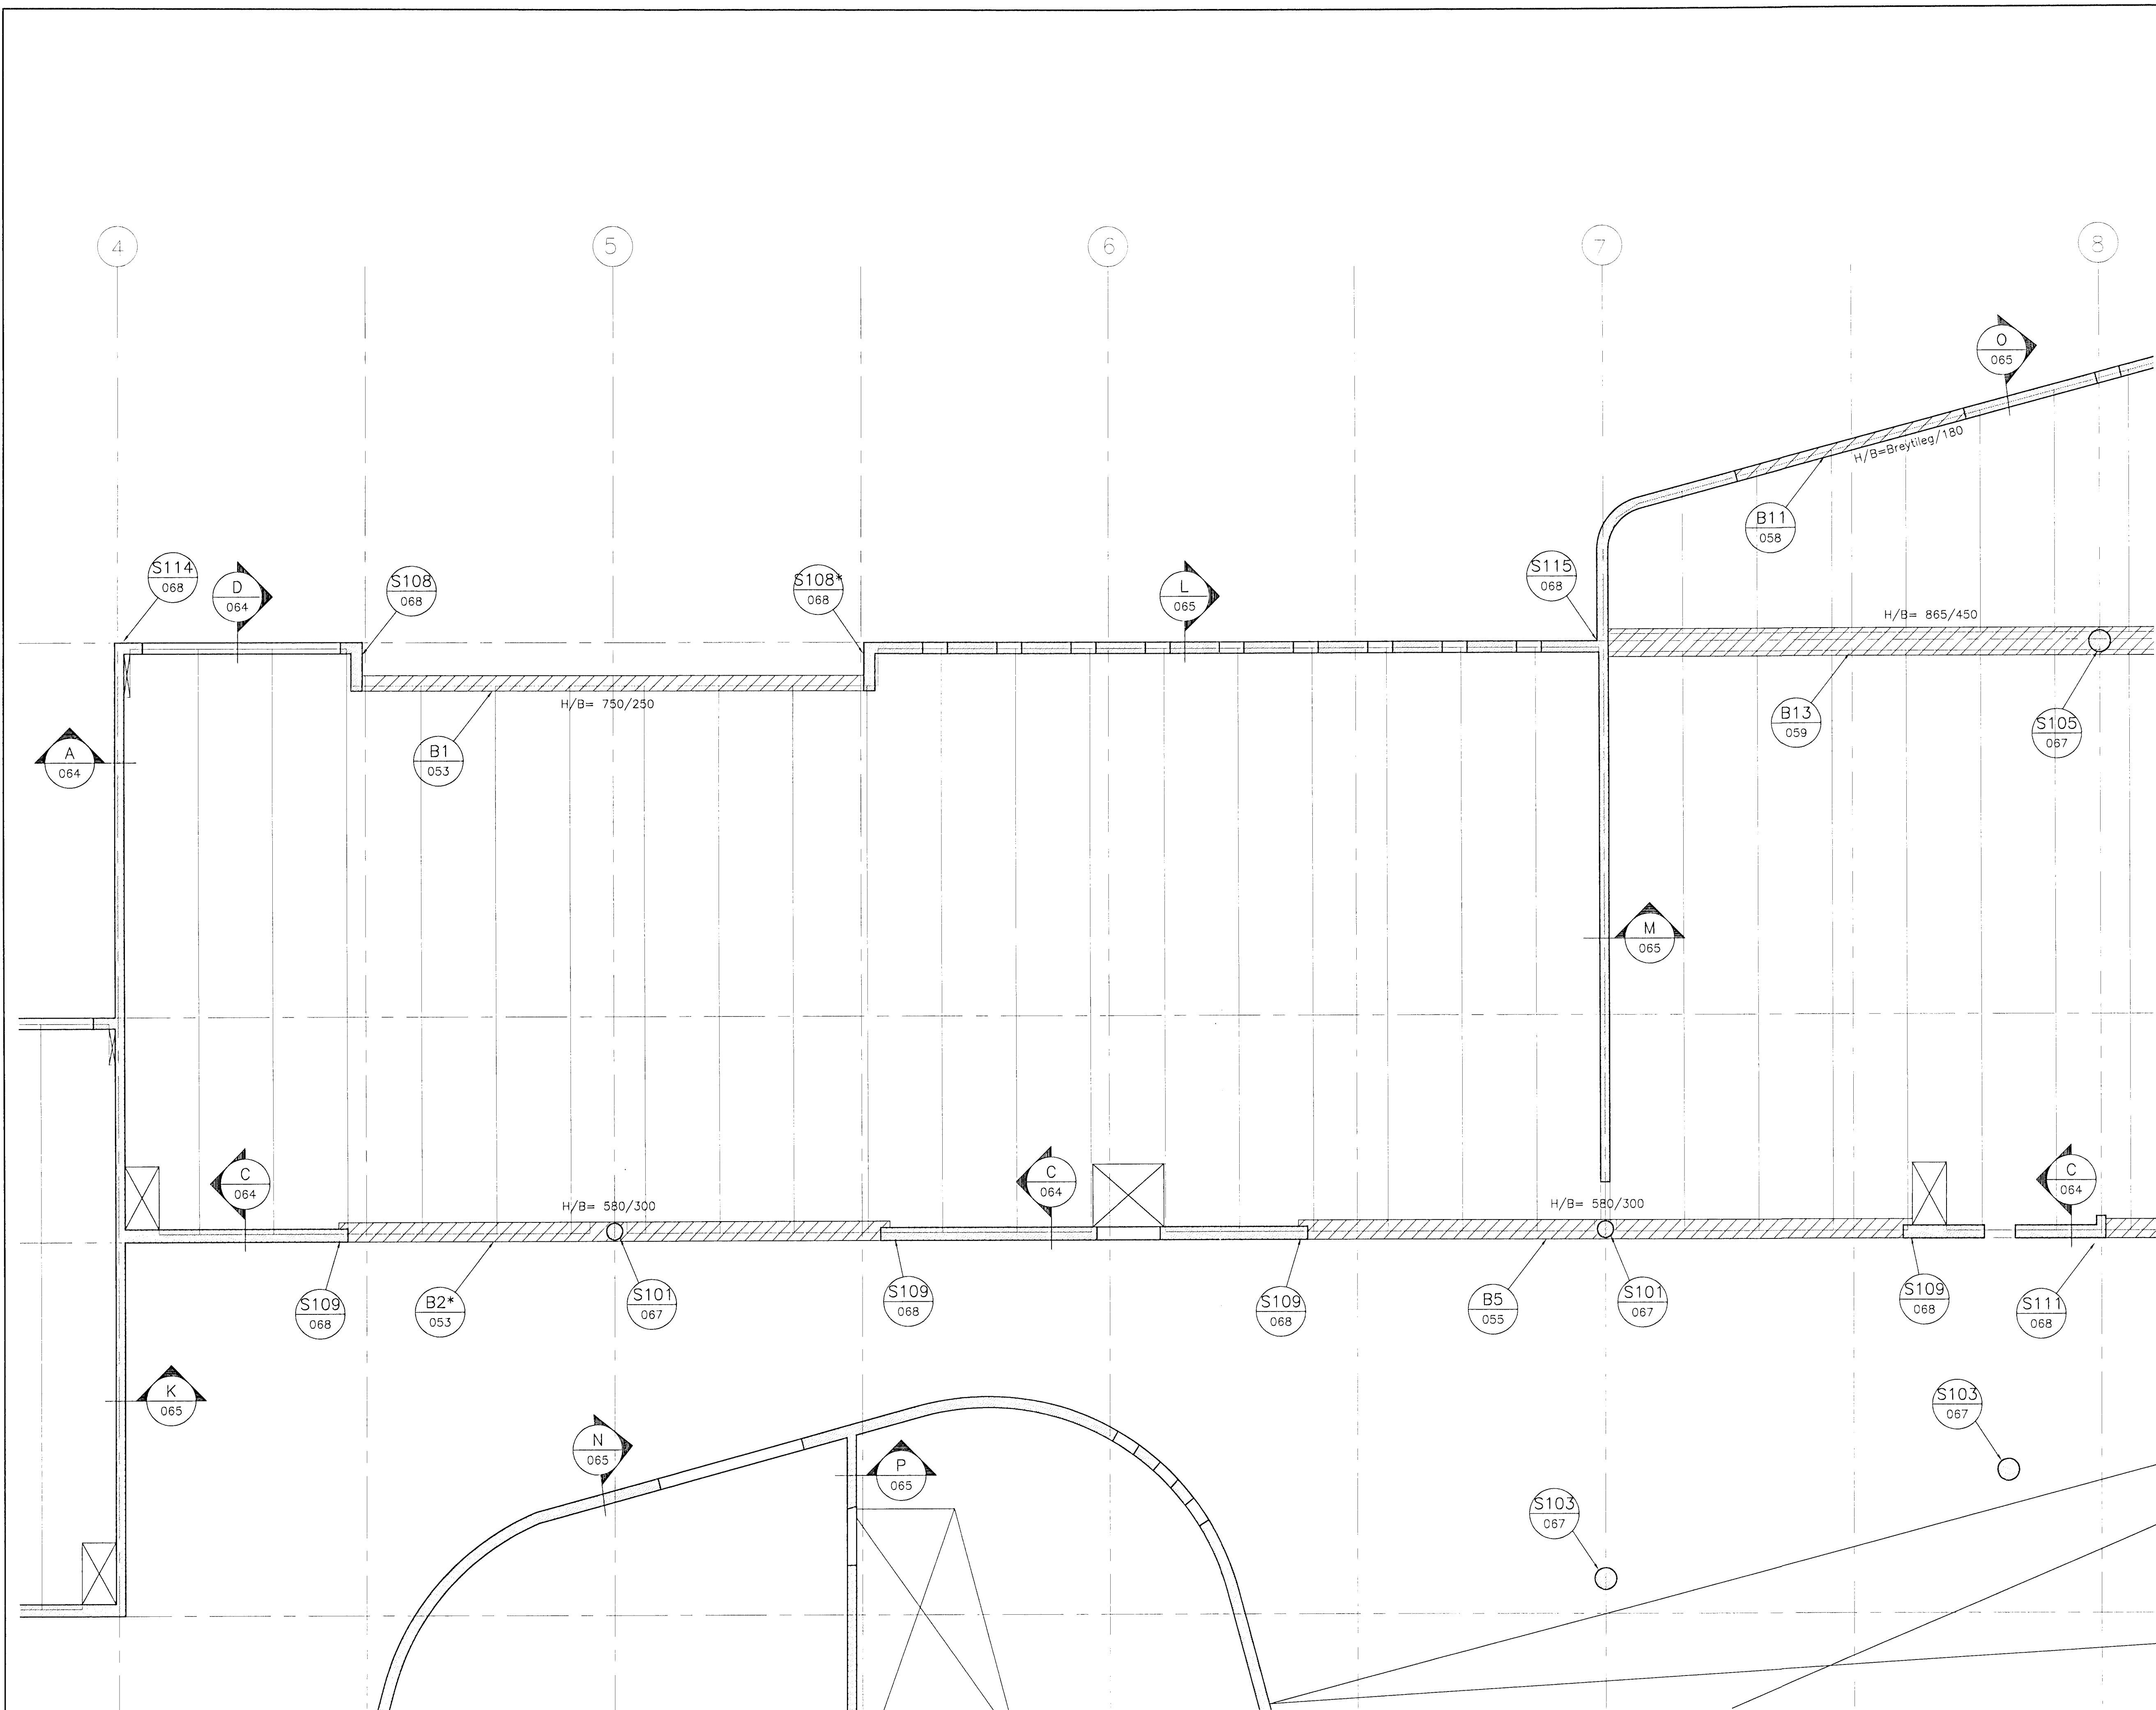 4
5
6
7
8
O
065
H/B=Breytileg/180
B11
058
S114
068
D
064
S108
068
S108*
068
L
065
S115
068
H/B= 865/450
H/B= 750/250
A
064
B1
053
B13
059
S105
067
M
065
C
064
C
064
C
064
H/B= 580/300
H/B= 580/300
S109
068
B2*
053
S101
067
S109
068
S109
068
B5
055
S101
067
S109
068
S111
068
K
065
S103
067
N
065
P
065
S103
067